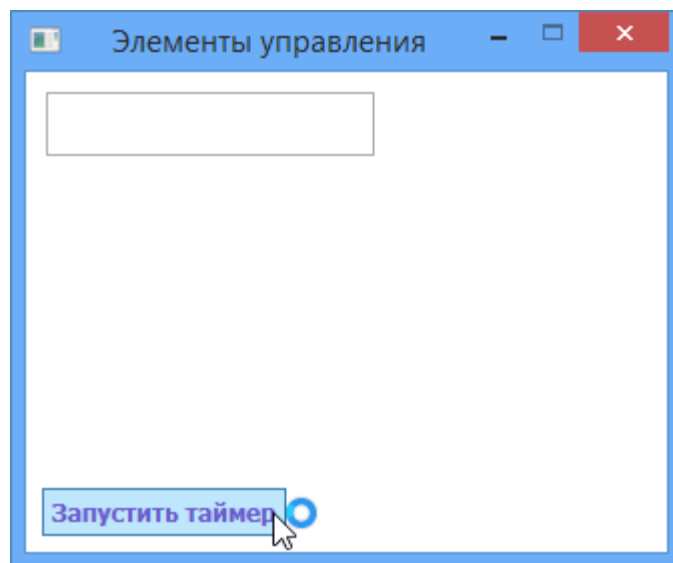 Элементы управления
Запустить таймер